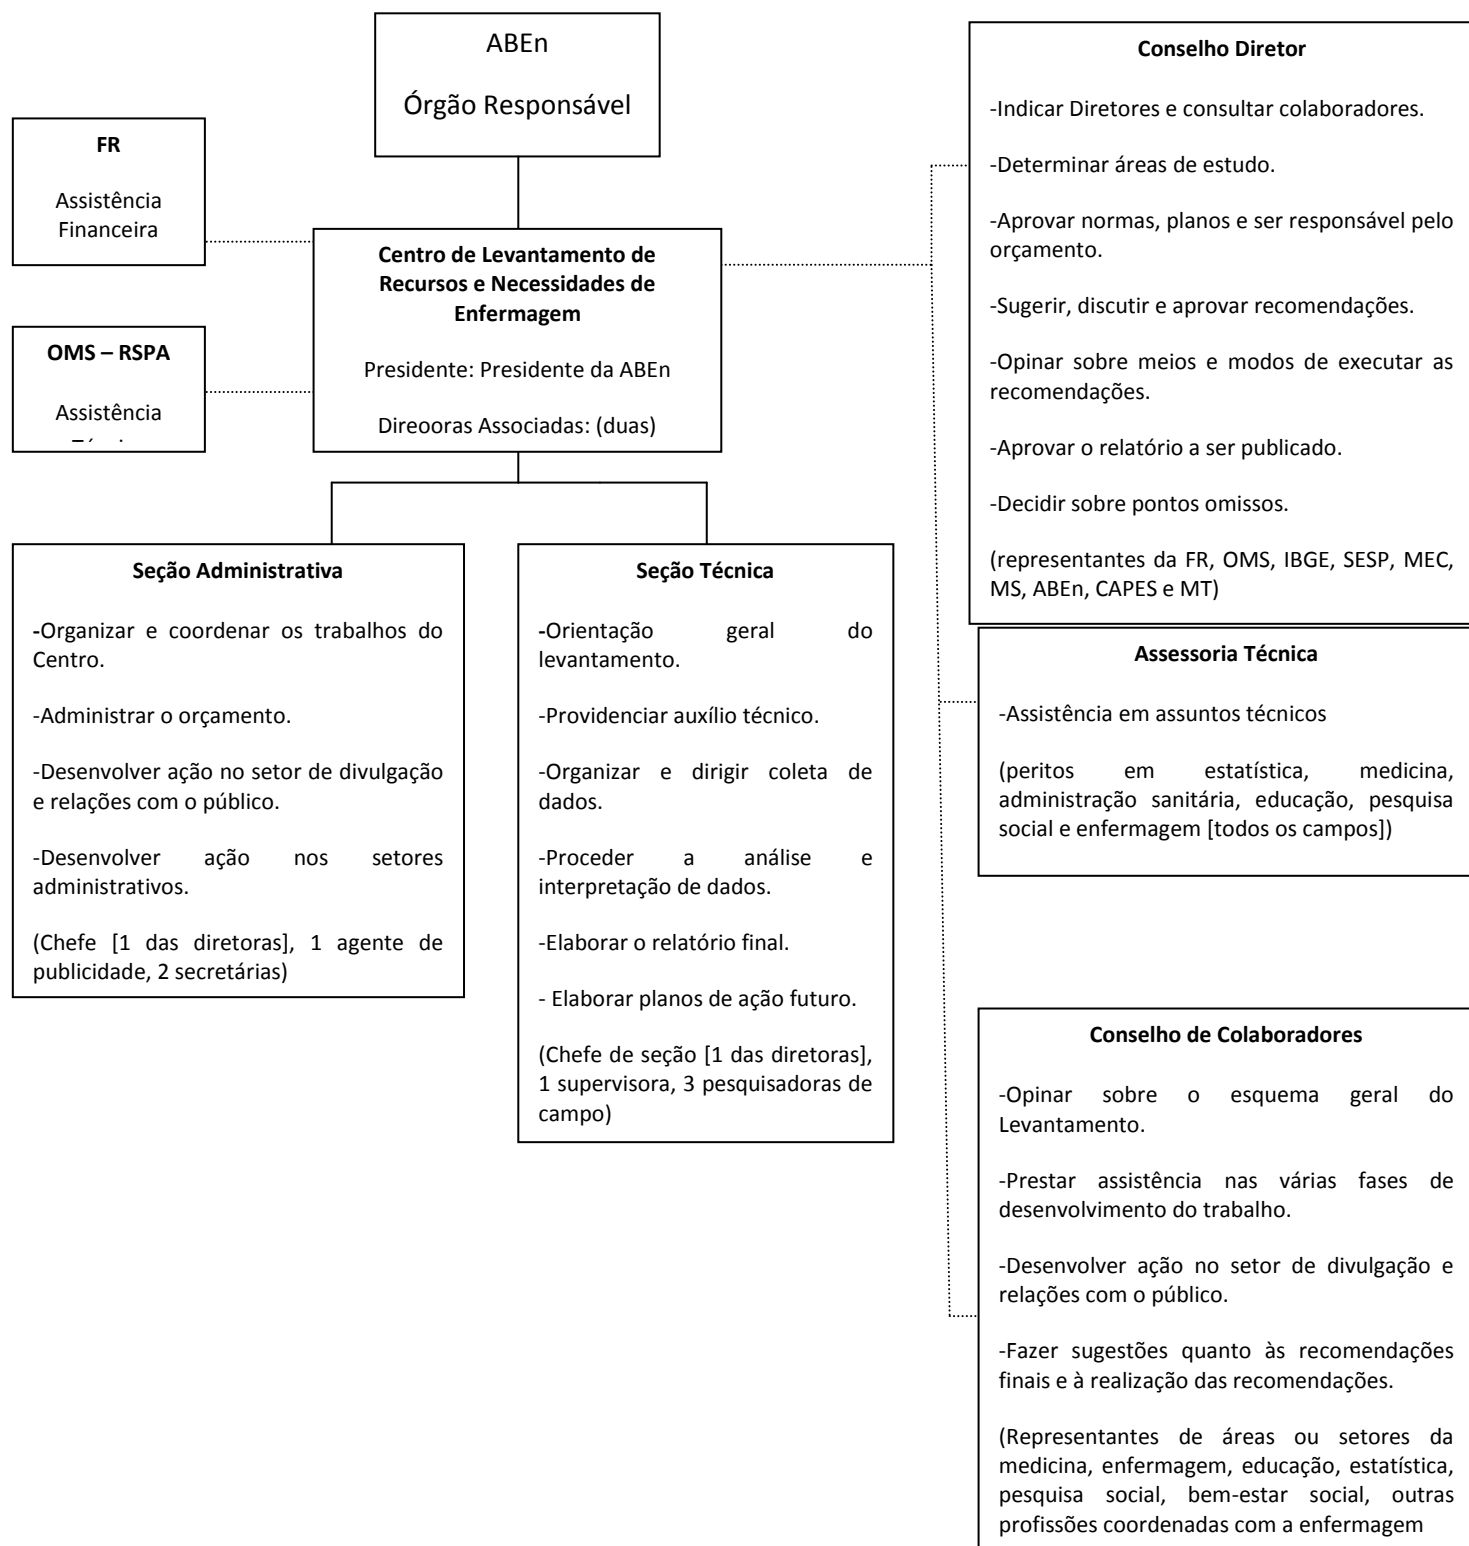 ABEn
Órgão Responsável
FR
Assistência
Financeira
OMS – RSPA
Assistência
Centro de Levantamento de
Recursos e Necessidades de
Enfermagem
Presidente: Presidente da ABEn
Direooras Associadas: (duas)
Seção Administrativa
-Organizar e coordenar os trabalhos do
Centro.
-Administrar o orçamento.
-Desenvolver ação no setor de divulgação
e relações com o público.
-Desenvolver ação nos setores
administrativos.
(Chefe [1 das diretoras], 1 agente de
publicidade, 2 secretárias)
Seção Técnica
-Orientação geral do
levantamento.
-Providenciar auxílio técnico.
-Organizar e dirigir coleta de
dados.
-Proceder a análise e
interpretação de dados.
-Elaborar o relatório final.
- Elaborar planos de ação futuro.
(Chefe de seção [1 das diretoras],
1 supervisora, 3 pesquisadoras de
campo)
Conselho Diretor
-Indicar Diretores e consultar colaboradores.
-Determinar áreas de estudo.
-Aprovar normas, planos e ser responsável pelo
orçamento.
-Sugerir, discutir e aprovar recomendações.
-Opinar sobre meios e modos de executar as
recomendações.
-Aprovar o relatório a ser publicado.
-Decidir sobre pontos omissos.
(representantes da FR, OMS, IBGE, SESP, MEC,
MS, ABEn, CAPES e MT)
Assessoria Técnica
-Assistência em assuntos técnicos
(peritos em estatística, medicina,
administração sanitária, educação, pesquisa
social e enfermagem [todos os campos])
Conselho de Colaboradores
-Opinar sobre o esquema geral do
Levantamento.
-Prestar assistência nas várias fases de
desenvolvimento do trabalho.
-Desenvolver ação no setor de divulgação e
relações com o público.
-Fazer sugestões quanto às recomendações
finais e à realização das recomendações.
(Representantes de áreas ou setores da
medicina, enfermagem, educação, estatística,
pesquisa social, bem-estar social, outras
profissões coordenadas com a enfermagem